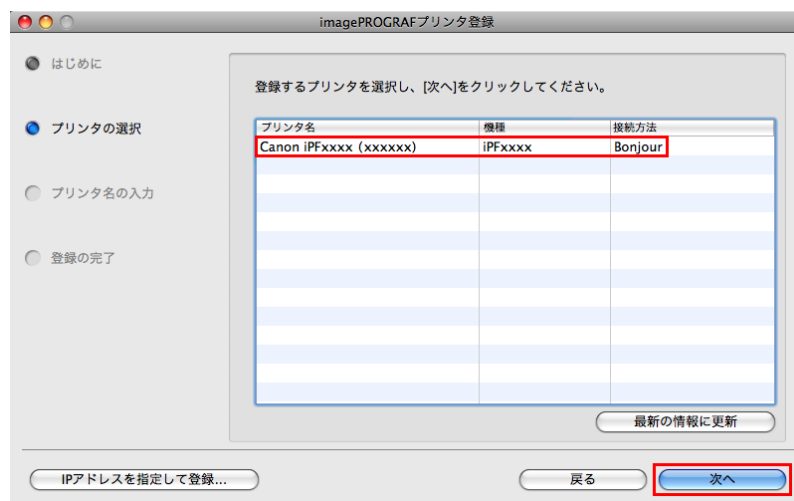 imagePROGRAFプリンタ登録
はじめに
プリンタの選択
プリンタ名の入力
登録の完了
登録するプリンタを選択し、[次へ]をクリックしてください。
プリンタ名 機種 接続方法
Canon iPFxxxx (xxxxxx) iPFxxxx Bonjour
最新の情報に更新
IPアドレスを指定して登録... 戻る 次へ